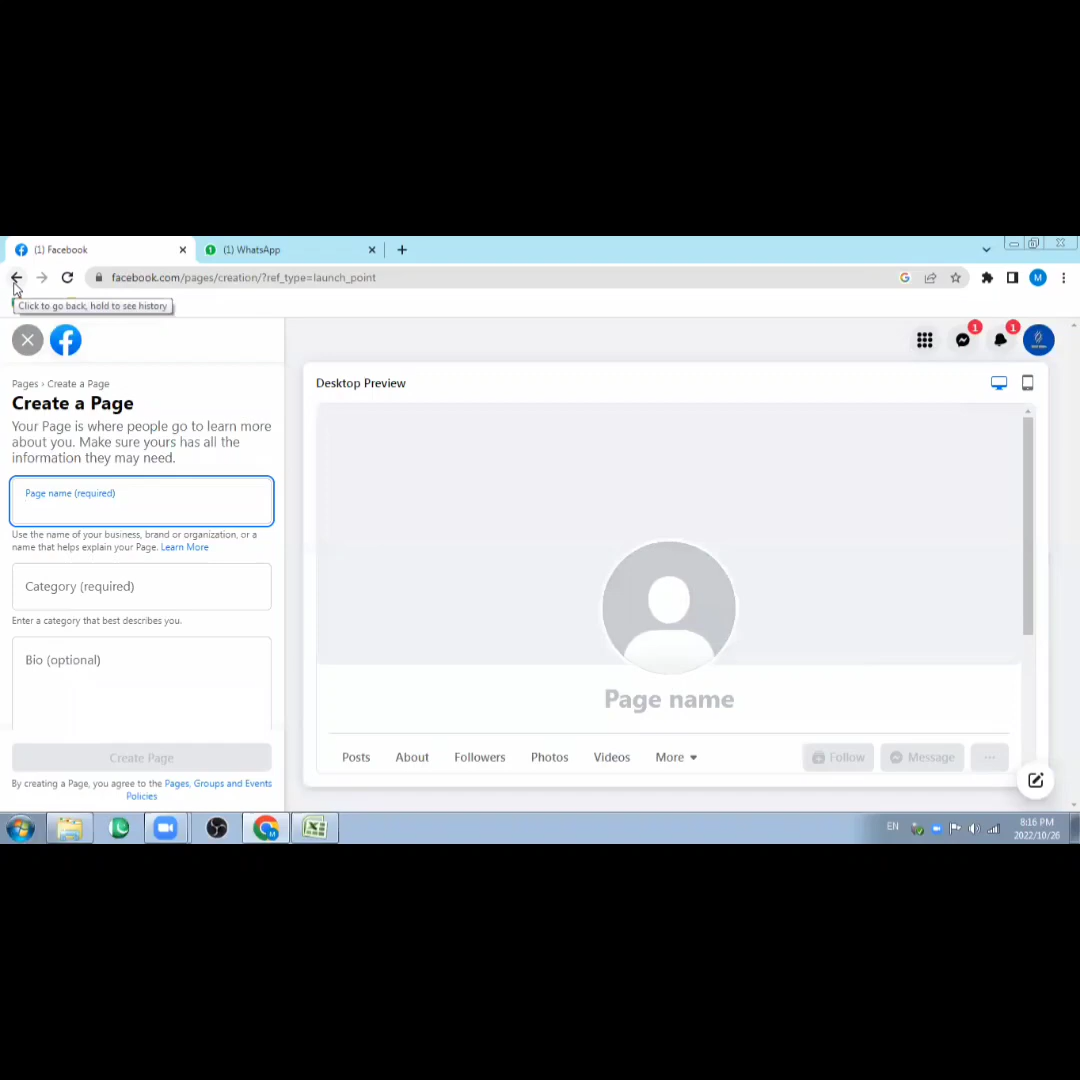 (1) Facebook
(1) WhatsApp
facebook.com/pages/creation/?ref_type=launch_point
M
Click to go back, hold to see history
1
1
Pages › Create a Page
Create a Page
Your Page is where people go to learn more
about you. Make sure yours has all the
information they may need.
Page name (required)
Use the name of your business, brand or organization, or a
name that helps explain your Page. Learn More
Category (required)
Enter a category that best describes you.
Bio (optional)
Create Page
By creating a Page, you agree to the Pages, Groups and Events
Policies
Desktop Preview
Page name
Posts
About
Followers
Photos
Videos
More
Follow
Message
EN
8:16 PM
2022/10/26